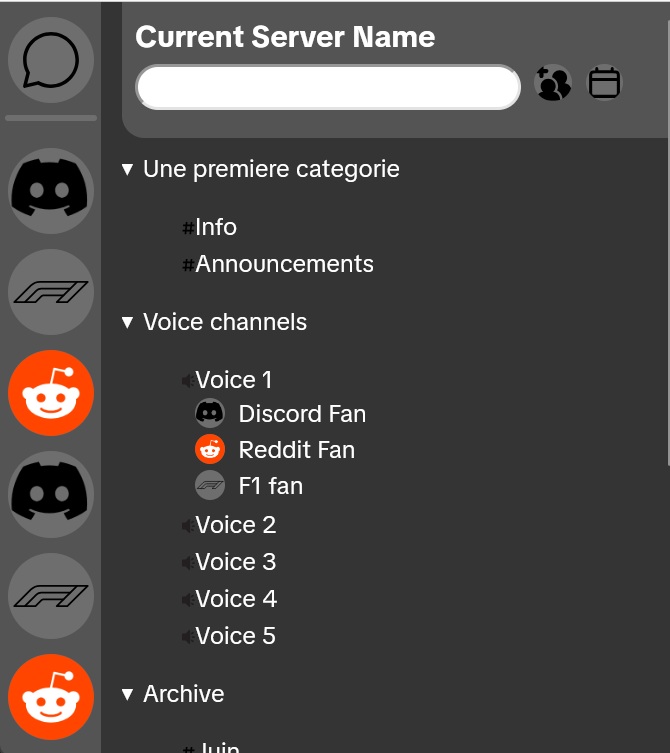 Current Server Name
▼ Une premiere categorie
#Info
#Announcements
▼ Voice channels
Voice 1
Discord Fan
Reddit Fan
F1 fan
Voice 2
Voice 3
Voice 4
Voice 5
▼ Archive
#Juin